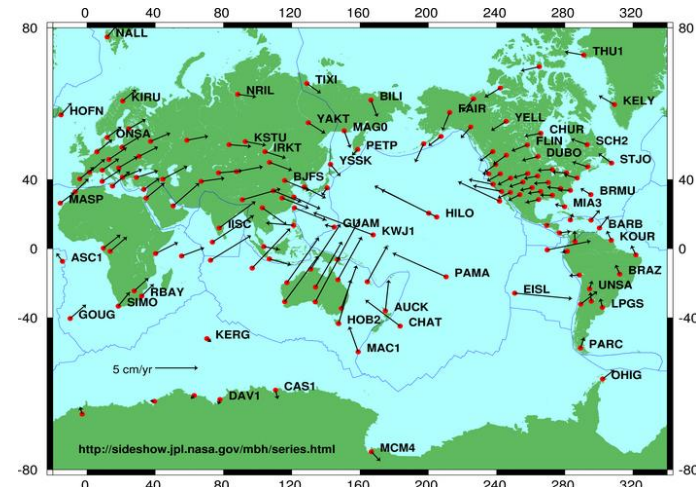 0 40 80 120 160 200 240 280 320
80 80
NALL
THU1
TIXI
KIRU NRIL BILI
HOFN FAIR KELY
YAKT YELL
ONSA MAG0 CHUR
KSTU PETP FLIN SCH2
IRKT DUBO
YSSK STJO
40 BJFS 40
MASP BRMU
MIA3
HILO
IISC GUAM BARB
KWJ1 KOUR
0 0
ASC1
PAMA BRAZ
EISL UNSA
RBAY
SIMO AUCK LPGS
GOUG HOB2 CHAT
-40 -40
KERG
MAC1 PARC
5 cm/yr
OHIG
CAS1
DAV1
http://sideshow.jpl.nasa.gov/mbh/series.html
MCM4
-80 -80
0 40 80 120 160 200 240 280 320